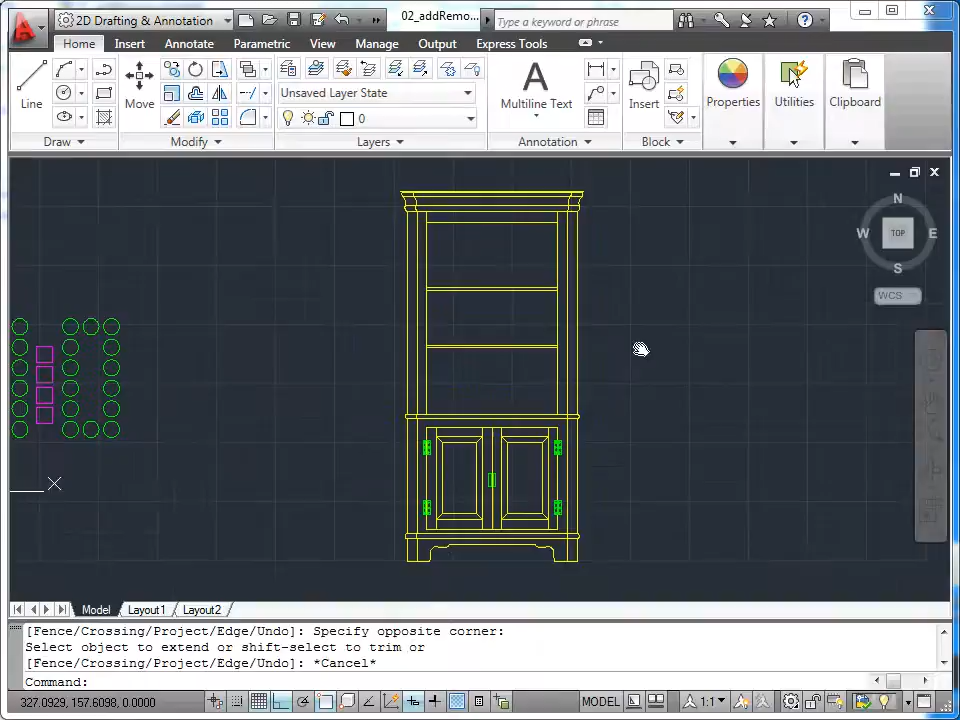 2D Drafting & Annotation
02_addRemo...
Type a keyword or phrase
Home Insert Annotate Parametric View Manage Output Express Tools
Line
Move
Unsaved Layer State
0
Multiline Text
Insert
Properties
Utilities
Clipboard
Draw
Modify
Layers
Annotation
Block
N
W
TOP
E
S
WCS
Model Layout1 Layout2
[Fence/Crossing/Project/Edge/Undo]: Specify opposite corner:
Select object to extend or shift-select to trim or
[Fence/Crossing/Project/Edge/Undo]: *Cancel*
Command:
327.0929, 157.6098, 0.0000
MODEL
1:1